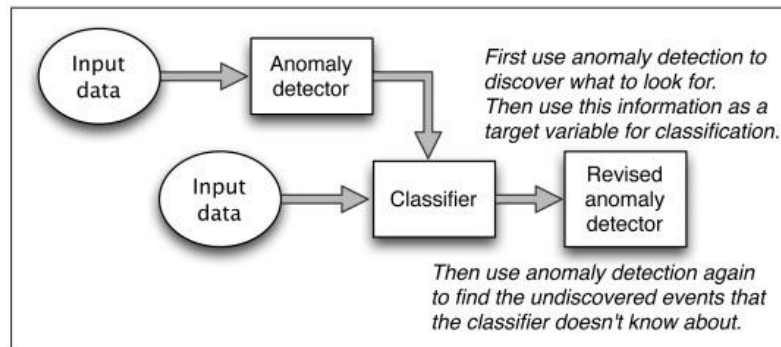 Input
data
Anomaly
detector
First use anomaly detection to
discover what to look for.
Then use this information as a
target variable for classification.
Input
data
Classifier
Revised
anomaly
detector
Then use anomaly detection again
to find the undiscovered events that
the classifier doesn't know about.